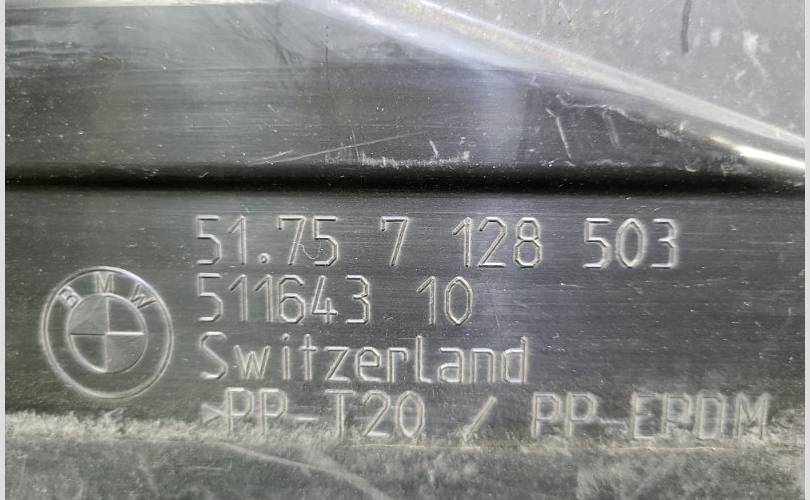 BMW
51.75 7 128 503
511643 10
Switzerland
>PP-T20 / PP-EPDM